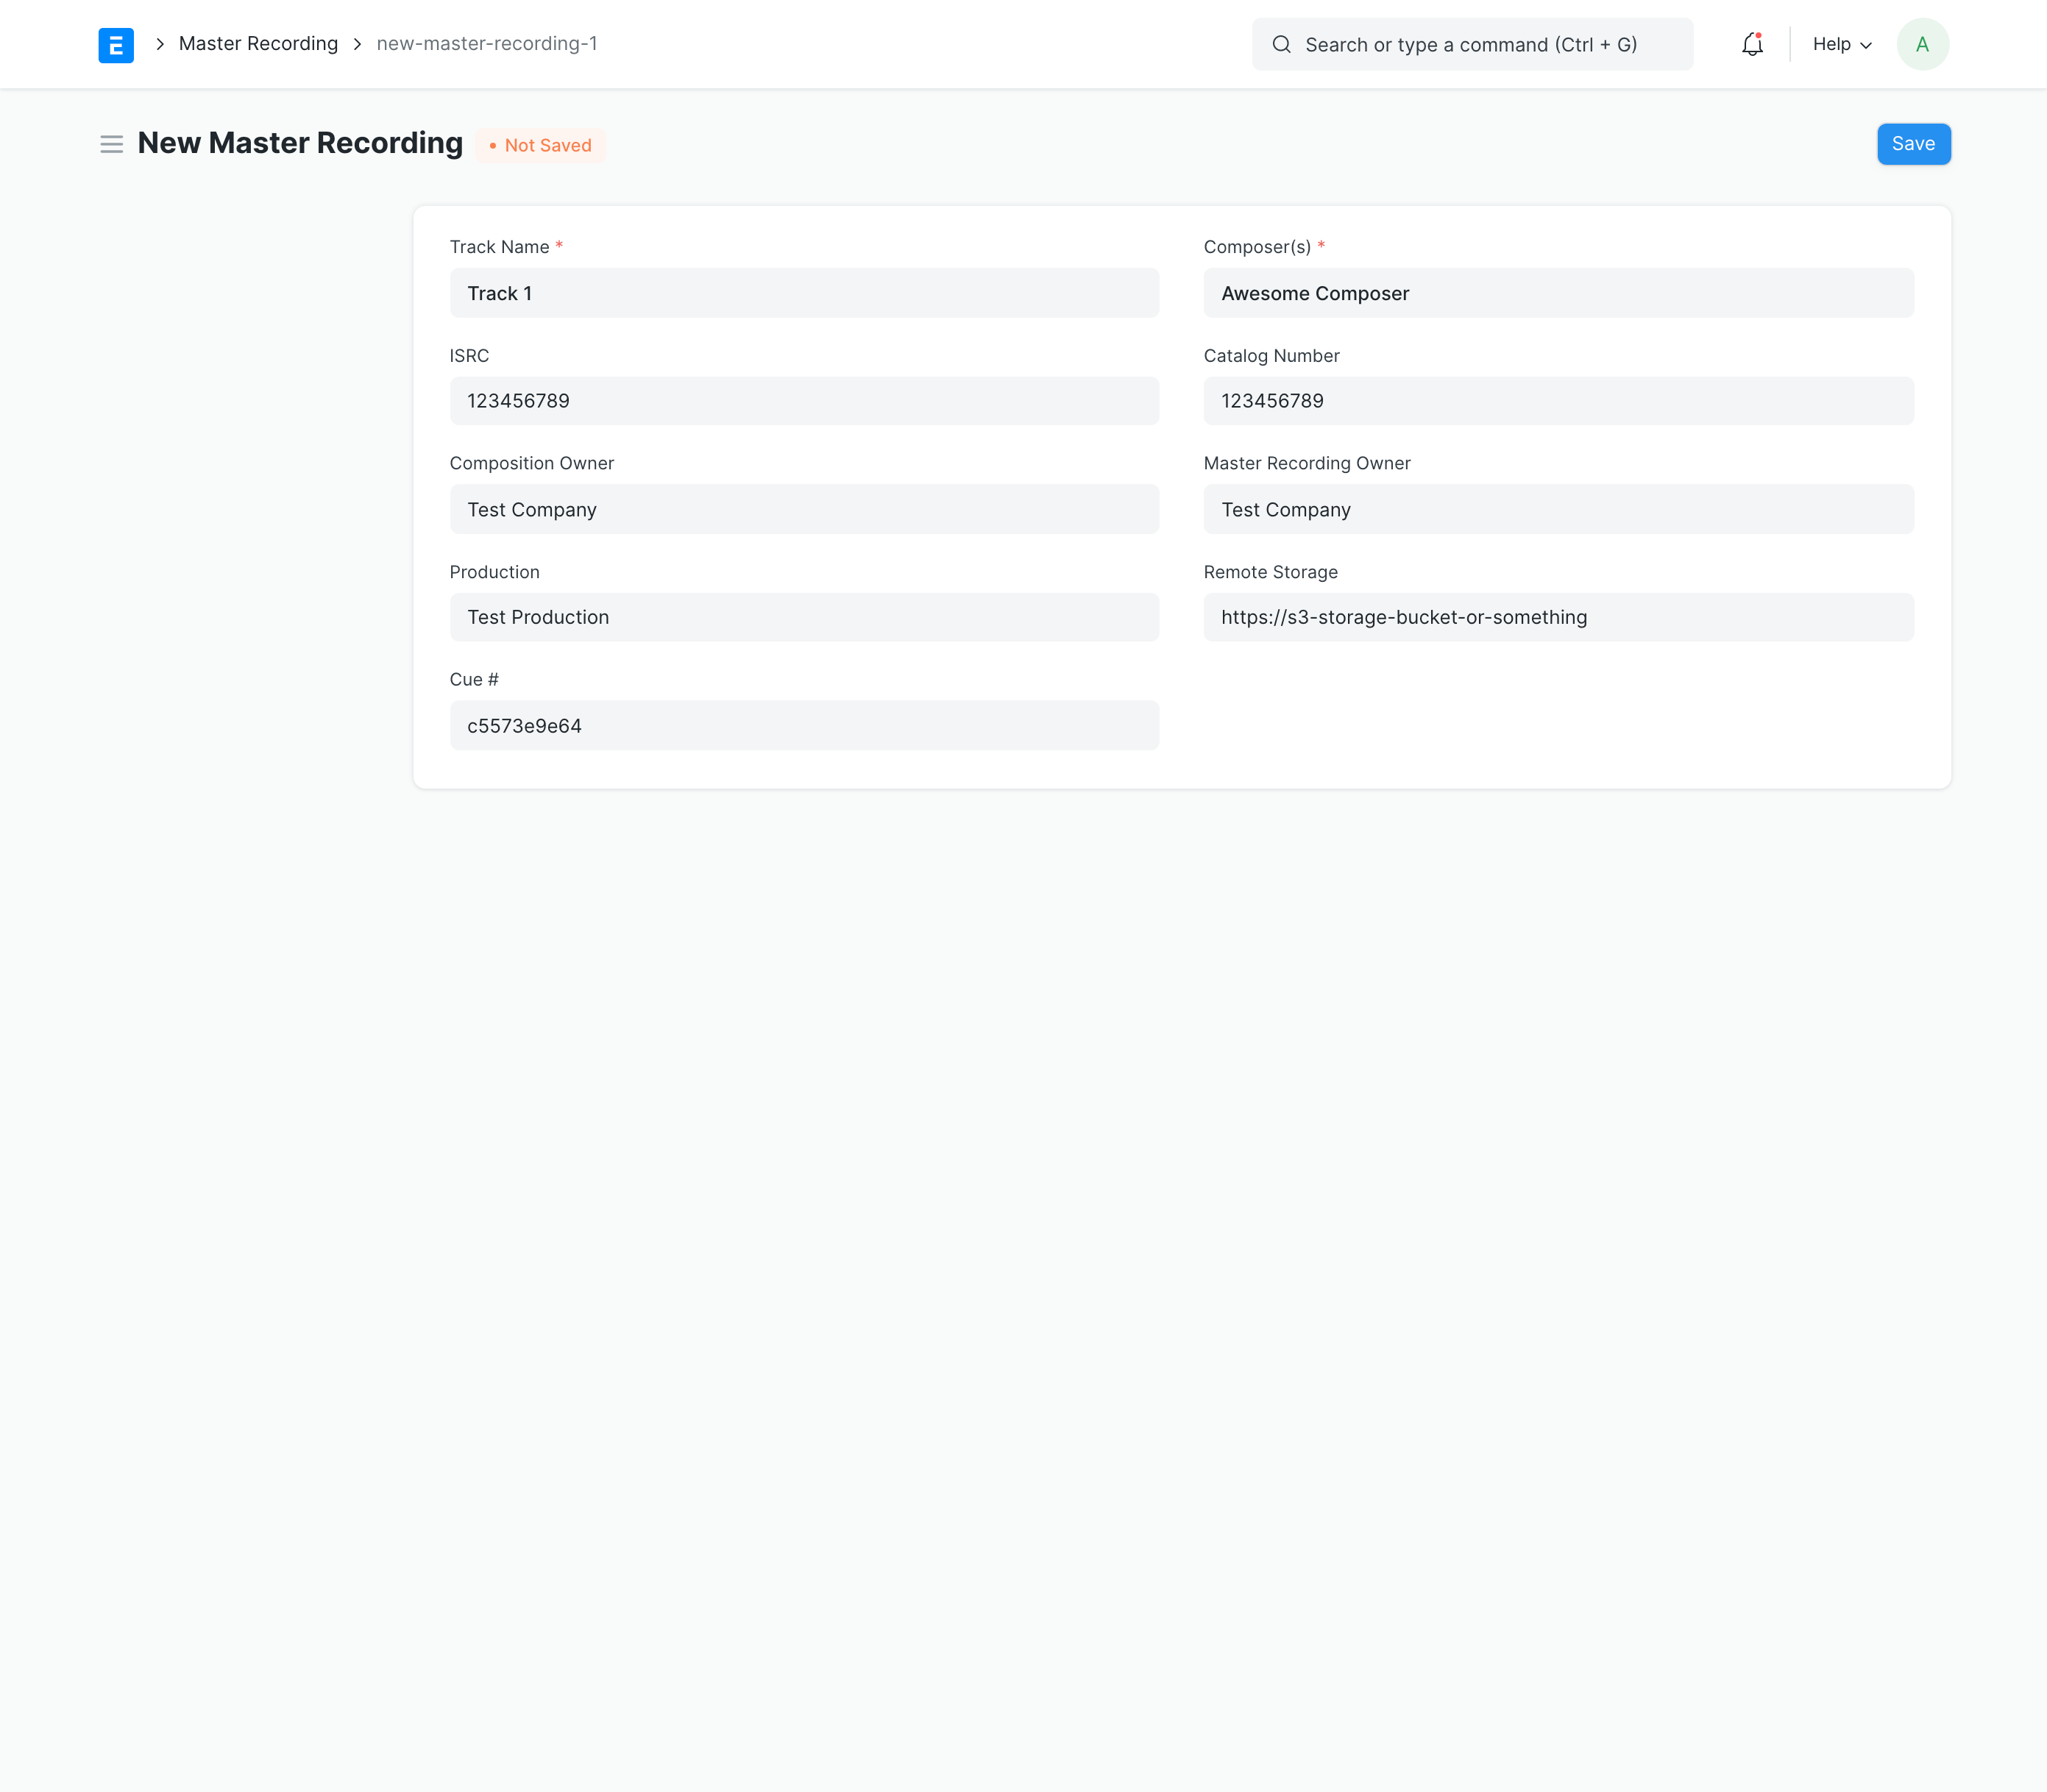 E
Master Recording
new-master-recording-1
Search or type a command (Ctrl + G)
Help
A
New Master Recording
Not Saved
Save
Track Name *
Track 1
Composer(s) *
Awesome Composer
ISRC
123456789
Catalog Number
123456789
Composition Owner
Test Company
Master Recording Owner
Test Company
Production
Test Production
Remote Storage
https://s3-storage-bucket-or-something
Cue #
c5573e9e64